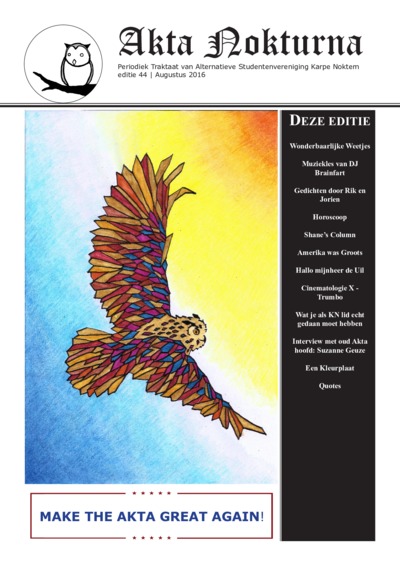 Akta Nokturna
Periodiek Traktaat van Alternatieve Studentenvereniging Karpe Noktem
editie 44 | Augustus 2016
DEZE EDITIE
Wonderbaarlijke Weetjes
Muziekles van DJ
Brainfart
Gedichten door Rik en
Jorien
Horoscoop
Shane's Column
Amerika was Groots
Hallo mijnheer de Uil
Cinematologie X -
Trumbo
Wat je als KN lid echt
gedaan moet hebben
Interview met oud Akta
hoofd: Suzanne Geuze
Een Kleurplaat
Quotes
MAKE THE AKTA GREAT AGAIN!